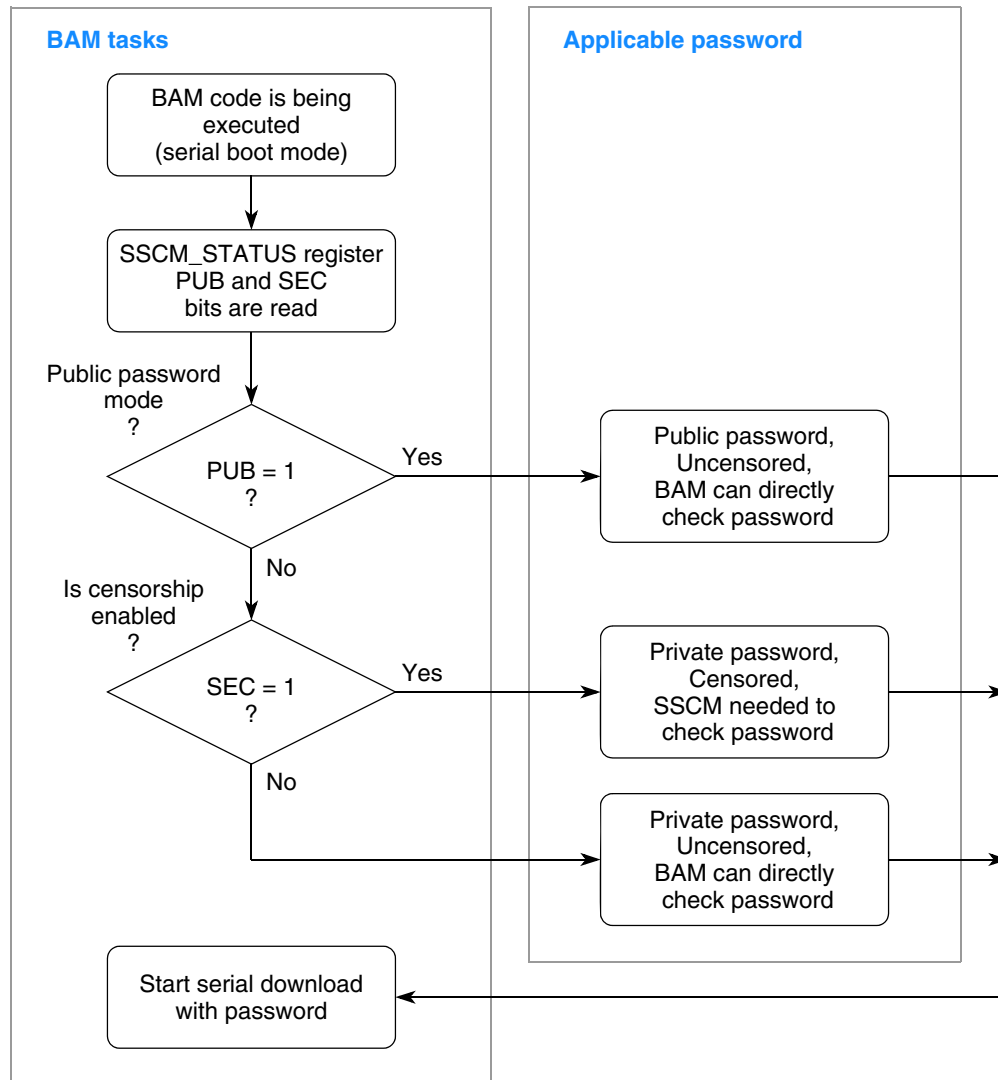 BAM tasks
Applicable password
BAM code is being
executed
(serial boot mode)
SSCM_STATUS register
PUB and SEC
bits are read
Public password
mode
?
PUB = 1
?
Yes
No
Public password,
Uncensored,
BAM can directly
check password
Is censorship
enabled
?
SEC = 1
?
Yes
No
Private password,
Censored,
SSCM needed to
check password
Private password,
Uncensored,
BAM can directly
check password
Start serial download
with password